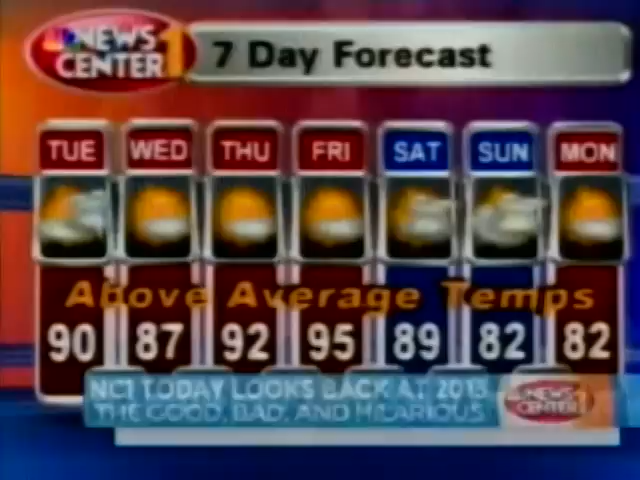 NEWS
CENTER 1
7 Day Forecast
TUE WED THU FRI SAT SUN MON
Above Average Temps
90 87 92 95 89 82 82
NC1 TODAY LOOKS BACK AT 2013
THE GOOD, BAD, AND HILARIOUS
NEWS
CENTER 1